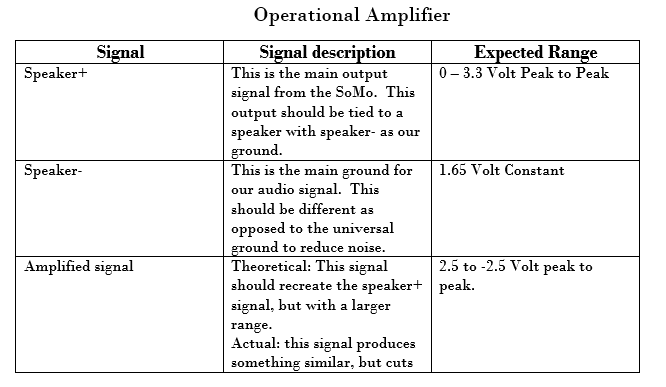 Operational Amplifier
Signal Signal description Expected Range
Speaker+ This is the main output 0 – 3.3 Volt Peak to Peak
signal from the SoMo. This
output should be tied to a
speaker with speaker- as our
ground.
Speaker- This is the main ground for 1.65 Volt Constant
our audio signal. This
should be different as
opposed to the universal
ground to reduce noise.
Amplified signal Theoretical: This signal 2.5 to -2.5 Volt peak to
should recreate the speaker+ peak.
signal, but with a larger
range.
Actual: this signal produces
something similar, but cuts